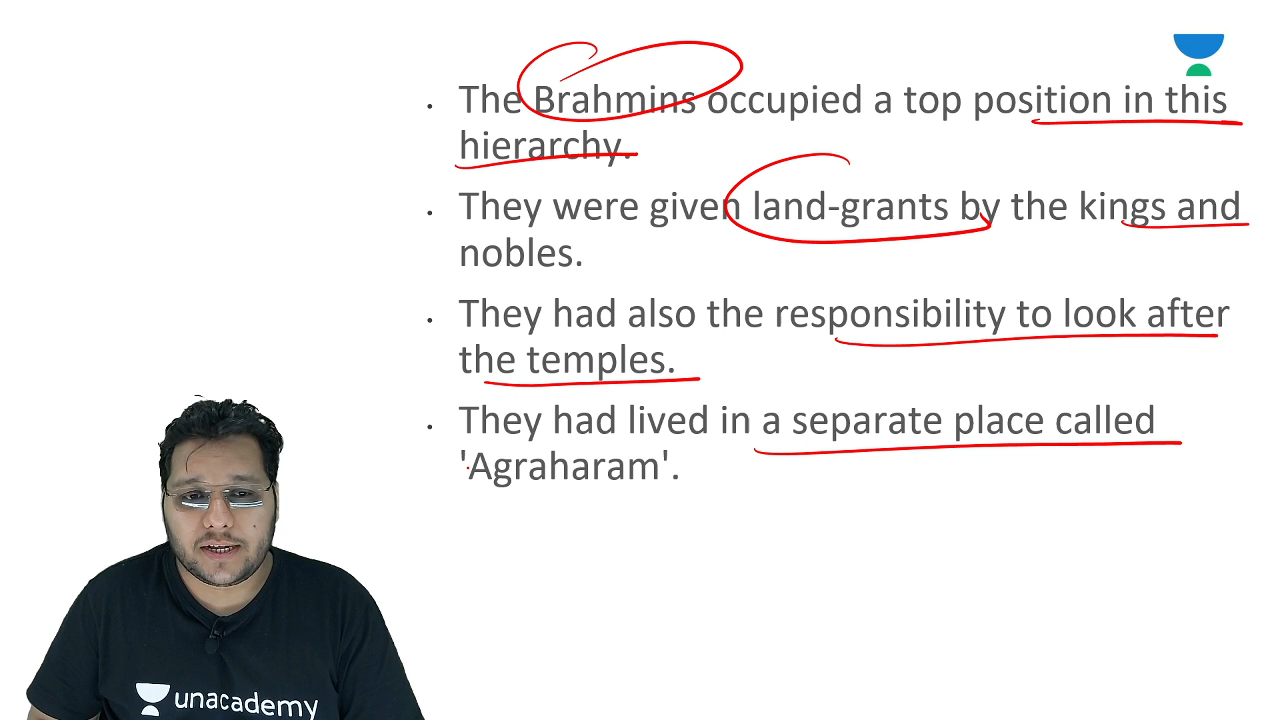 The Brahmins occupied a top position in this
hierarchy.
They were given land-grants by the kings and
nobles.
They had also the responsibility to look after
the temples.
They had lived in a separate place called
'Agraharam'.
unacademy